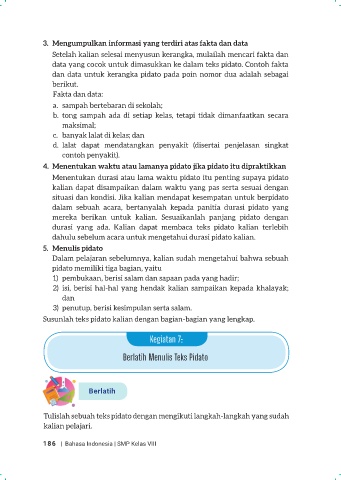 3. Mengumpulkan informasi yang terdiri atas fakta dan data
Setelah kalian selesai menyusun kerangka, mulailah mencari fakta dan
data yang cocok untuk dimasukkan ke dalam teks pidato. Contoh fakta
dan data untuk kerangka pidato pada poin nomor dua adalah sebagai
berikut.
Fakta dan data:
a. sampah bertebaran di sekolah;
b. tong sampah ada di setiap kelas, tetapi tidak dimanfaatkan secara
maksimal;
c. banyak lalat di kelas; dan
d. lalat dapat mendatangkan penyakit (disertai penjelasan singkat
contoh penyakit).
4. Menentukan waktu atau lamanya pidato jika pidato itu dipraktikkan
Menentukan durasi atau lama waktu pidato itu penting supaya pidato
kalian dapat disampaikan dalam waktu yang pas serta sesuai dengan
situasi dan kondisi. Jika kalian mendapat kesempatan untuk berpidato
dalam sebuah acara, bertanyalah kepada panitia durasi pidato yang
mereka berikan untuk kalian. Sesuaikanlah panjang pidato dengan
durasi yang ada. Kalian dapat membaca teks pidato kalian terlebih
dahulu sebelum acara untuk mengetahui durasi pidato kalian.
5. Menulis pidato
Dalam pelajaran sebelumnya, kalian sudah mengetahui bahwa sebuah
pidato memiliki tiga bagian, yaitu
1) pembukaan, berisi salam dan sapaan pada yang hadir;
2) isi, berisi hal-hal yang hendak kalian sampaikan kepada khalayak;
dan
3) penutup, berisi kesimpulan serta salam.
Susunlah teks pidato kalian dengan bagian-bagian yang lengkap.
Kegiatan 7:
Berlatih Menulis Teks Pidato
Berlatih
Tulislah sebuah teks pidato dengan mengikuti langkah-langkah yang sudah
kalian pelajari.
186 | Bahasa Indonesia | SMP Kelas VIII